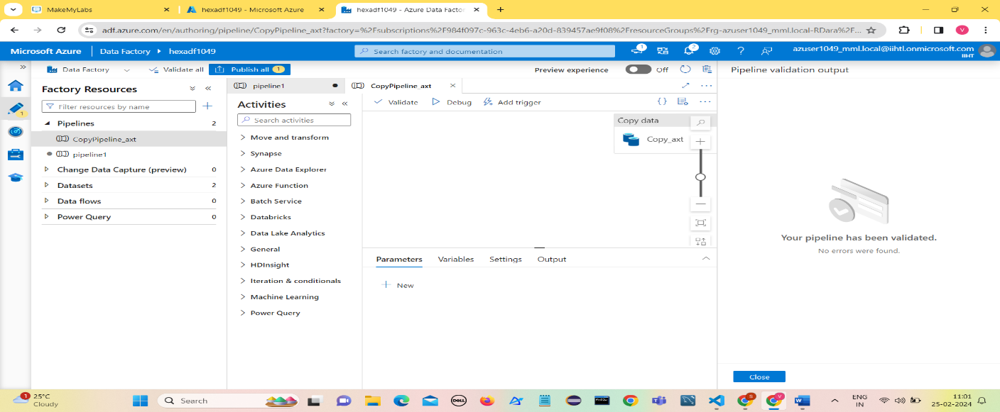 MakeMyLabs
hexadf1049 - Microsoft Azure
hexadf1049 - Azure Data Factor
adf.azure.com/en/authoring/pipeline/CopyPipeline_axt?factory=%2Fsubscriptions%2F984f097c-963c-4eb6-a20d-839457ae9f08%2FresourceGroups%2Frg-azuser1049_mml.local-RDara%2F...
V
Microsoft Azure
Data Factory
hexadf1049
Search factory and documentation
1
2
azuser1049_mml.local@iihtl.onmicrosoft.com
IIHT
Data Factory
Validate all
Publish all 1
Preview experience
Off
Pipeline validation output
Factory Resources
Filter resources by name
1
Pipelines 2
CopyPipeline_axt
pipeline1
Change Data Capture (preview) 0
Datasets 2
Data flows 0
Power Query 0
pipeline1
CopyPipeline_axt
Activities
Search activities
Move and transform
Synapse
Azure Data Explorer
Azure Function
Batch Service
Databricks
Data Lake Analytics
General
HDInsight
Iteration & conditionals
Machine Learning
Power Query
Validate
Debug
Add trigger
Copy data
Copy_axt
Parameters
Variables
Settings
Output
New
Your pipeline has been validated.
No errors were found.
Close
1
25°C
Cloudy
Search
DELL
S
V
W
ENG
IN
11:01
25-02-2024